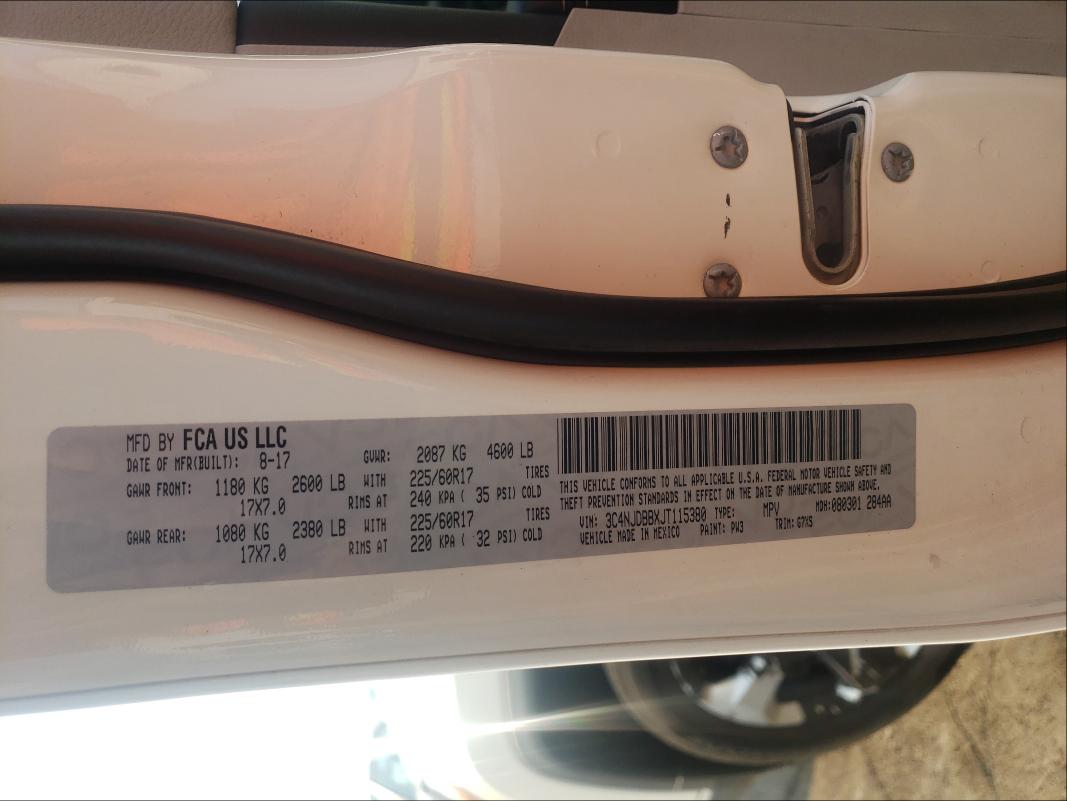 MFD BY FCA US LLC
DATE OF MFR(BUILT): 8-17 GVWR: 2087 KG 4600 LB
GAWR FRONT: 1180 KG 2600 LB WITH 225/60R17 TIRES
17X7.0 RIMS AT 240 KPA ( 35 PSI) COLD
GAWR REAR: 1080 KG 2380 LB WITH 225/60R17 TIRES
17X7.0 RIMS AT 220 KPA ( 32 PSI) COLD
THIS VEHICLE CONFORMS TO ALL APPLICABLE U.S.A. FEDERAL MOTOR VEHICLE SAFETY AND
THEFT PREVENTION STANDARDS IN EFFECT ON THE DATE OF MANUFACTURE SHOWN ABOVE.
VIN: 3C4NJDBBXJT115380 TYPE: MPV MDH:080301 284AA
VEHICLE MADE IN MEXICO PAINT: PW3 TRIM: G7XS